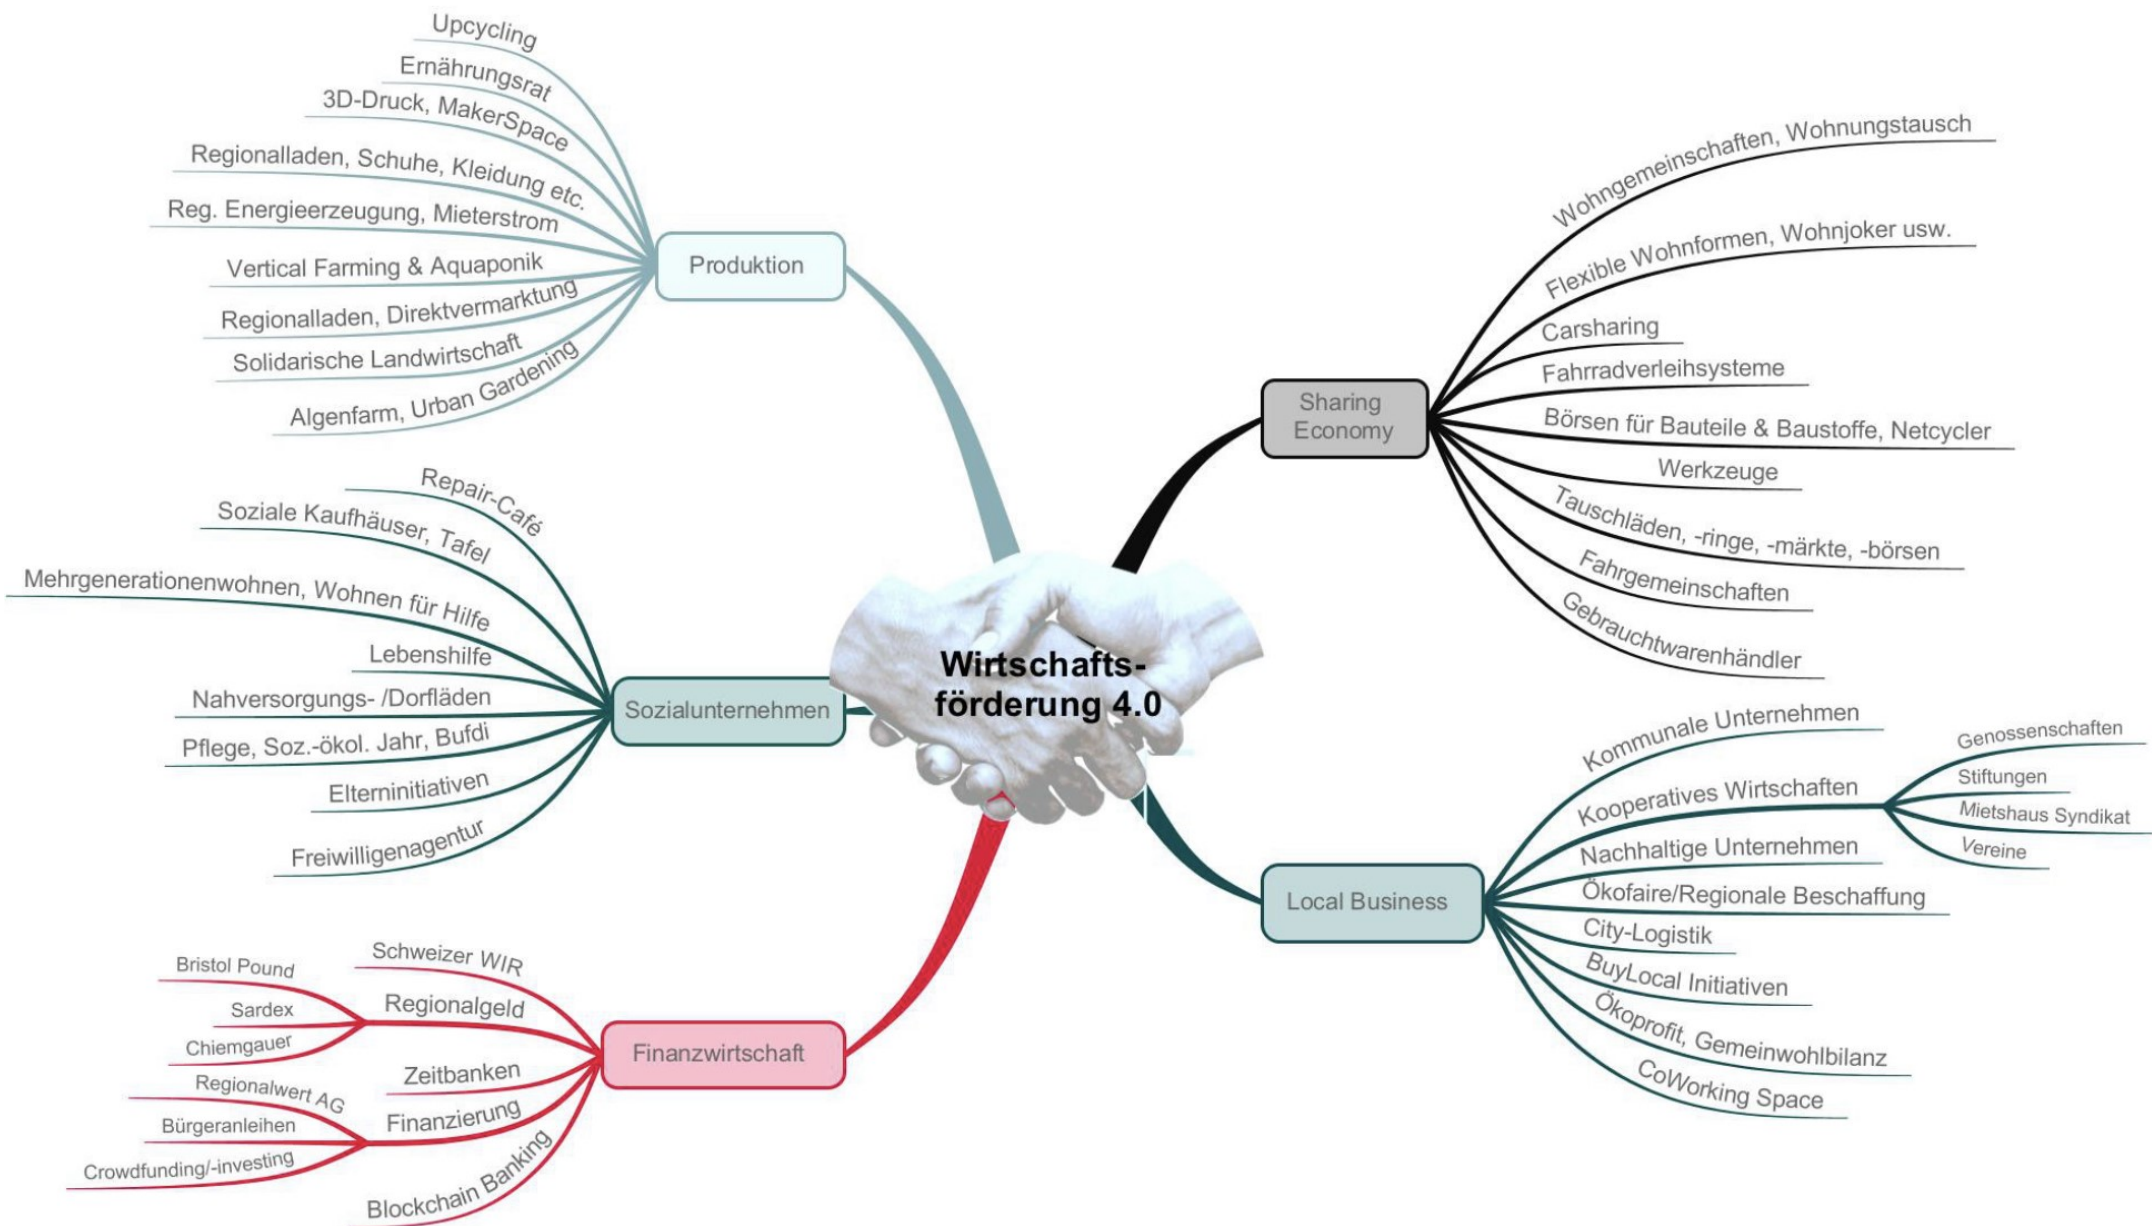 Upcycling
Ernährungsrat
3D-Druck, MakerSpace
Regionalladen, Schuhe, Kleidung etc.
Reg. Energieerzeugung, Mieterstrom
Vertical Farming & Aquaponik
Regionalladen, Direktvermarktung
Solidarische Landwirtschaft
Algenfarm, Urban Gardening
Produktion
Repair-Café
Soziale Kaufhäuser, Tafel
Mehrgenerationenwohnen, Wohnen für Hilfe
Lebenshilfe
Nahversorgungs- /Dorfläden
Pflege, Soz.-ökol. Jahr, Bufdi
Elterninitiativen
Freiwilligenagentur
Sozialunternehmen
Schweizer WIR
Regionalgeld
Bristol Pound
Sardex
Chiemgauer
Zeitbanken
Finanzierung
Regionalwert AG
Bürgeranleihen
Crowdfunding/-investing
Blockchain Banking
Finanzwirtschaft
Wirtschafts-
förderung 4.0
Sharing
Economy
Wohngemeinschaften, Wohnungstausch
Flexible Wohnformen, Wohnjoker usw.
Carsharing
Fahrradverleihsysteme
Börsen für Bauteile & Baustoffe, Netcycler
Werkzeuge
Tauschläden, -ringe, -märkte, -börsen
Fahrgemeinschaften
Gebrauchtwarenhändler
Local Business
Kommunale Unternehmen
Kooperatives Wirtschaften
Genossenschaften
Stiftungen
Mietshaus Syndikat
Vereine
Nachhaltige Unternehmen
Ökofaire/Regionale Beschaffung
City-Logistik
BuyLocal Initiativen
Ökoprofit, Gemeinwohlbilanz
CoWorking Space